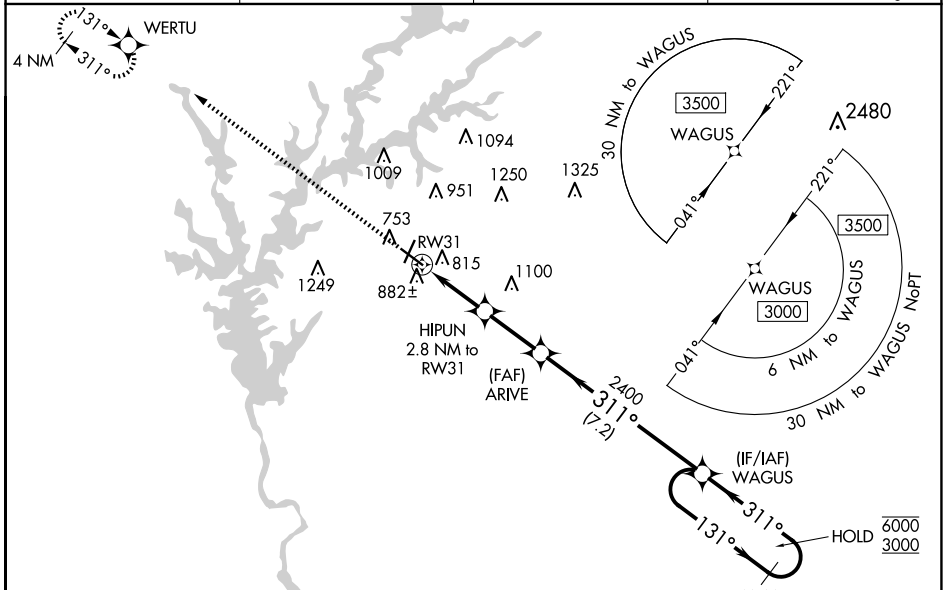 131°
WERTU
4 NM
311°
30 NM to WAGUS
221°
3500
WAGUS
041°
2480
1094
1009
951
1250
1325
753
RW31
815
882±
1249
1100
221°
3500
WAGUS
3000
041°
6 NM to WAGUS
30 NM to WAGUS NoPT
HIPUN
2.8 NM to
RW31
(FAF)
ARIVE
2400
311°
(7.2)
(IF/IAF)
WAGUS
311°
131°
HOLD
6000
3000